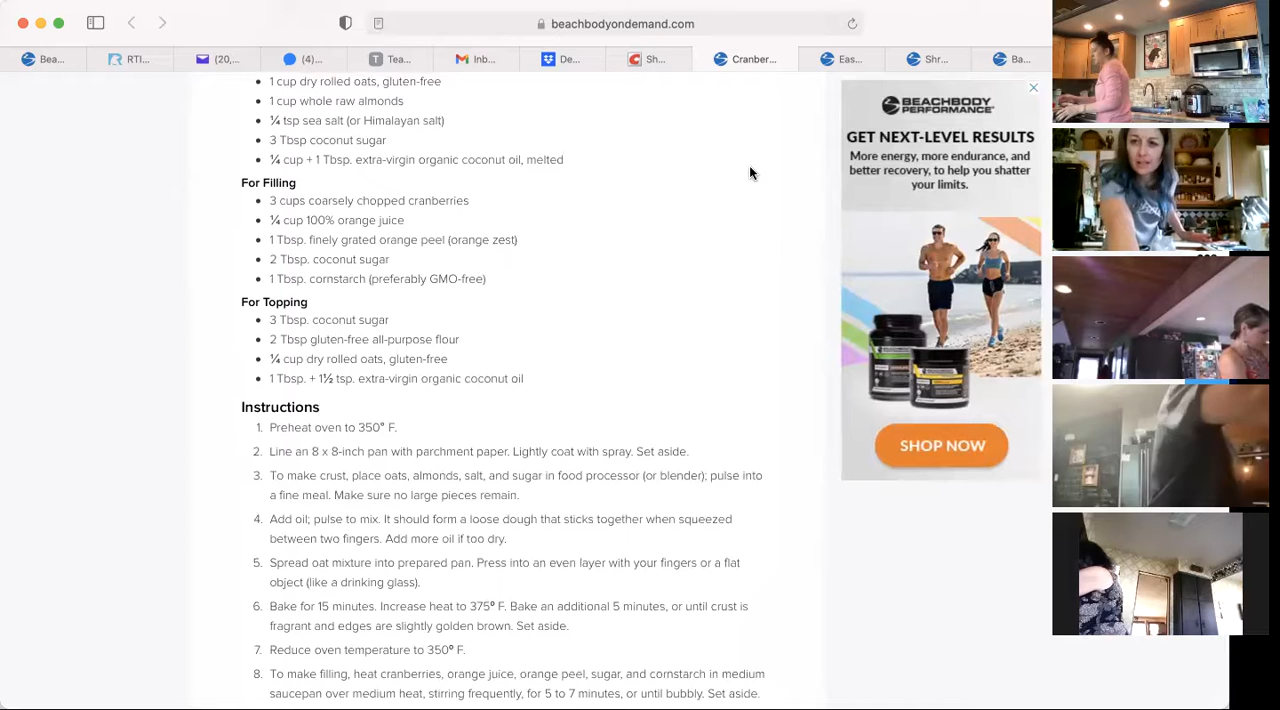 beachbodyondemand.com
Bea...
RTI...
(20,...
(4)...
Tea...
Inb...
De...
Sh...
Cranber...
Eas...
Shr...
Ba...
1 cup dry rolled oats, gluten-free
1 cup whole raw almonds
¼ tsp sea salt (or Himalayan salt)
3 Tbsp coconut sugar
¼ cup + 1 Tbsp. extra-virgin organic coconut oil, melted
For Filling
3 cups coarsely chopped cranberries
¼ cup 100% orange juice
1 Tbsp. finely grated orange peel (orange zest)
2 Tbsp. coconut sugar
1 Tbsp. cornstarch (preferably GMO-free)
For Topping
3 Tbsp. coconut sugar
2 Tbsp gluten-free all-purpose flour
¼ cup dry rolled oats, gluten-free
1 Tbsp. + 1½ tsp. extra-virgin organic coconut oil
Instructions
1. Preheat oven to 350° F.
2. Line an 8 x 8-inch pan with parchment paper. Lightly coat with spray. Set aside.
3. To make crust, place oats, almonds, salt, and sugar in food processor (or blender); pulse into
a fine meal. Make sure no large pieces remain.
4. Add oil; pulse to mix. It should form a loose dough that sticks together when squeezed
between two fingers. Add more oil if too dry.
5. Spread oat mixture into prepared pan. Press into an even layer with your fingers or a flat
object (like a drinking glass).
6. Bake for 15 minutes. Increase heat to 375º F. Bake an additional 5 minutes, or until crust is
fragrant and edges are slightly golden brown. Set aside.
7. Reduce oven temperature to 350º F.
8. To make filling, heat cranberries, orange juice, orange peel, sugar, and cornstarch in medium
saucepan over medium heat, stirring frequently, for 5 to 7 minutes, or until bubbly. Set aside.
BEACHBODY
PERFORMANCE
GET NEXT-LEVEL RESULTS
More energy, more endurance, and
better recovery, to help you shatter
your limits.
SHOP NOW